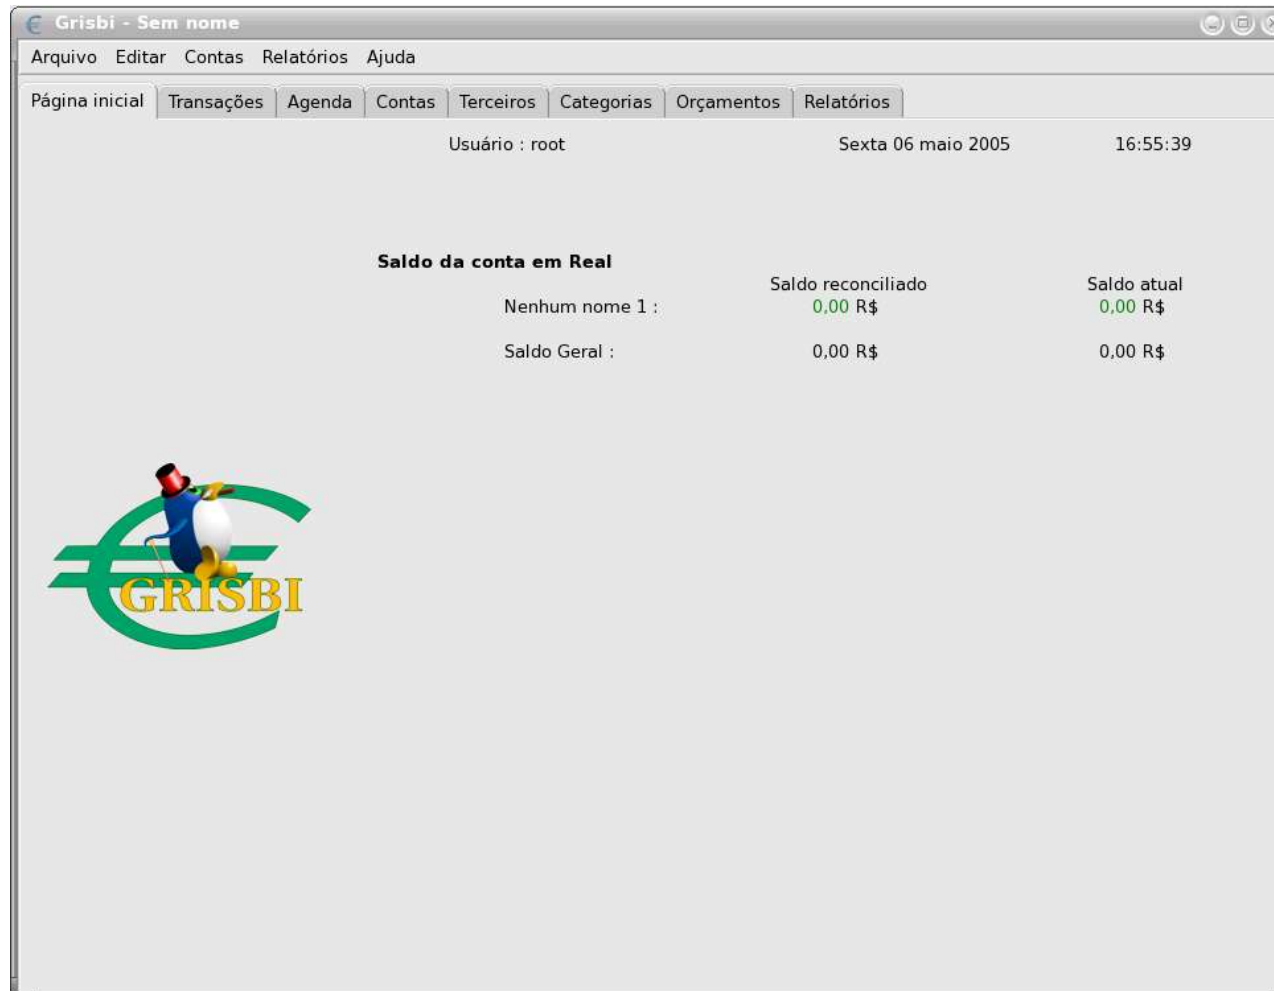 Grisbi - Sem nome
Arquivo Editar Contas Relatórios Ajuda
Página inicial Transações Agenda Contas Terceiros Categorias Orçamentos Relatórios
Usuário : root Sexta 06 maio 2005 16:55:39
Saldo da conta em Real
Saldo reconciliado Saldo atual
Nenhum nome 1 : 0,00 R$ 0,00 R$
Saldo Geral : 0,00 R$ 0,00 R$
GRISBI